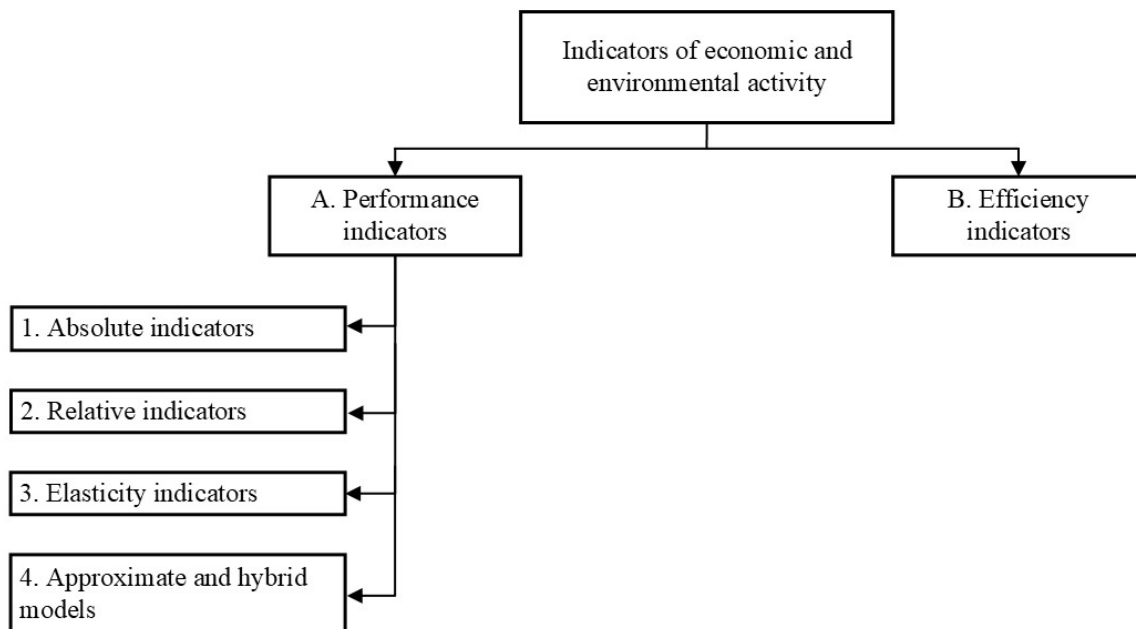 Indicators of economic and
environmental activity
A. Performance
indicators
B. Efficiency
indicators
1. Absolute indicators
2. Relative indicators
3. Elasticity indicators
4. Approximate and hybrid
models